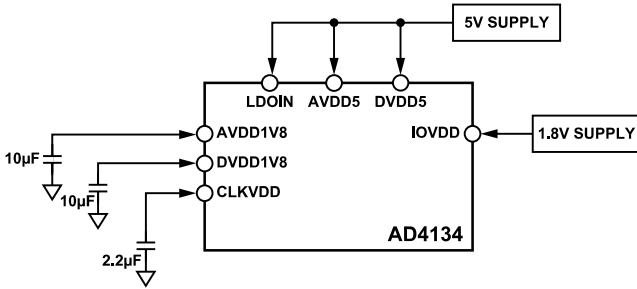 5V SUPPLY
LDOIN AVDD5 DVDD5
AVDD1V8 IOVDD 1.8V SUPPLY
10µF DVDD1V8
10µF CLKVDD
AD4134
2.2µF